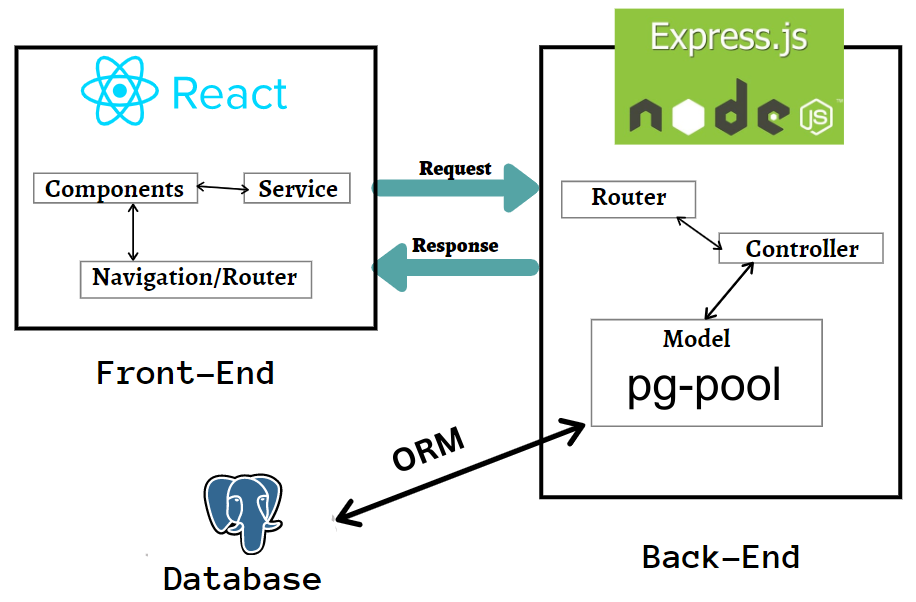 React
Components
Service
Navigation/Router
Front-End
Request
Response
Express.js
node
JS
™
Router
Controller
Model
pg-pool
Back-End
ORM
Database